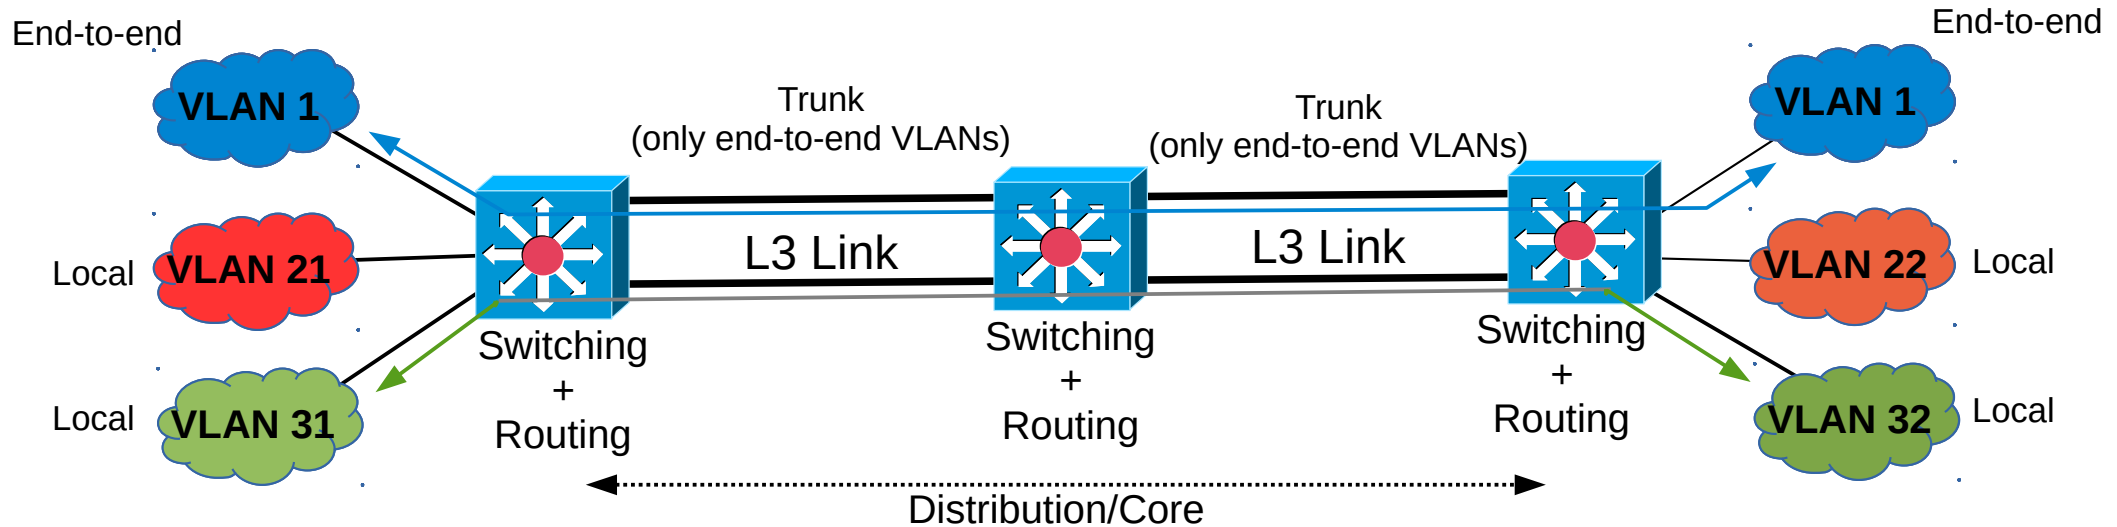 End-to-end
End-to-end
VLAN 1
VLAN 1
Trunk
(only end-to-end VLANs)
Trunk
(only end-to-end VLANs)
L3 Link
L3 Link
Local
VLAN 21
VLAN 22
Local
Switching
+
Routing
Switching
+
Routing
Switching
+
Routing
Local
VLAN 31
VLAN 32
Local
Distribution/Core